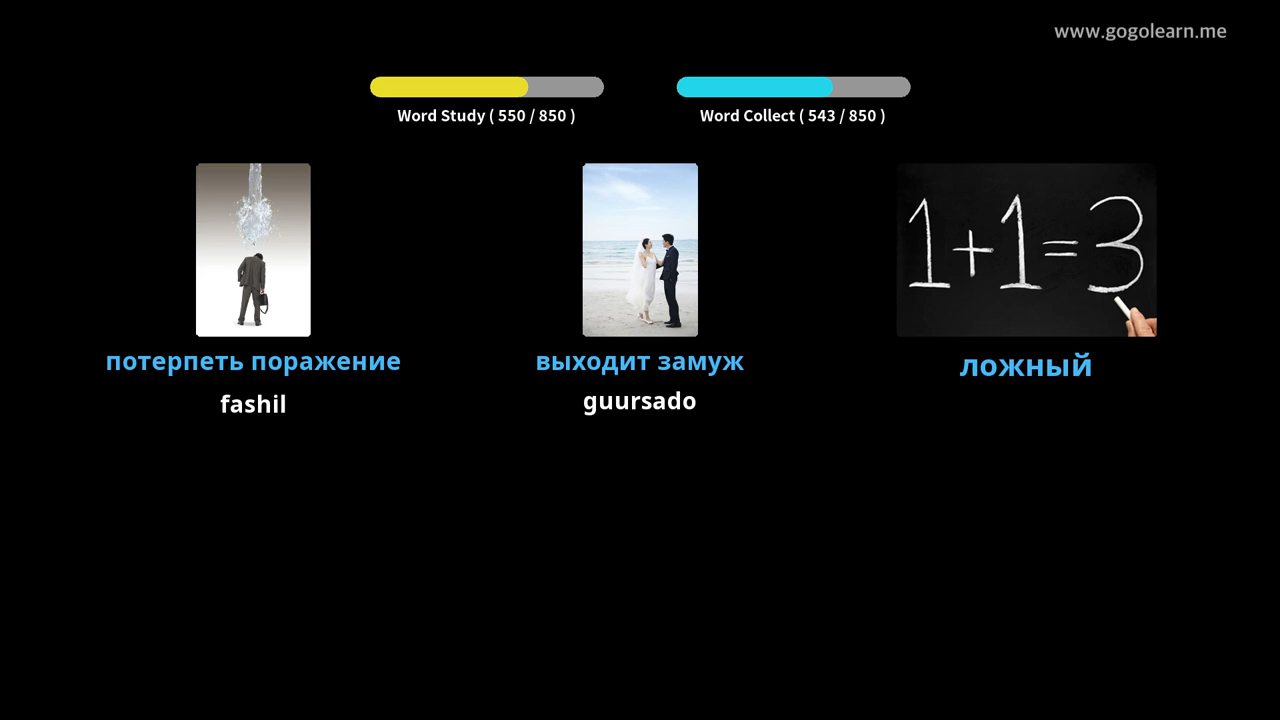 www.gogolearn.me
Word Study ( 550 / 850 )
Word Collect ( 543 / 850 )
1+1=3
потерпеть поражение
выходит замуж
ложный
fashil
guursado